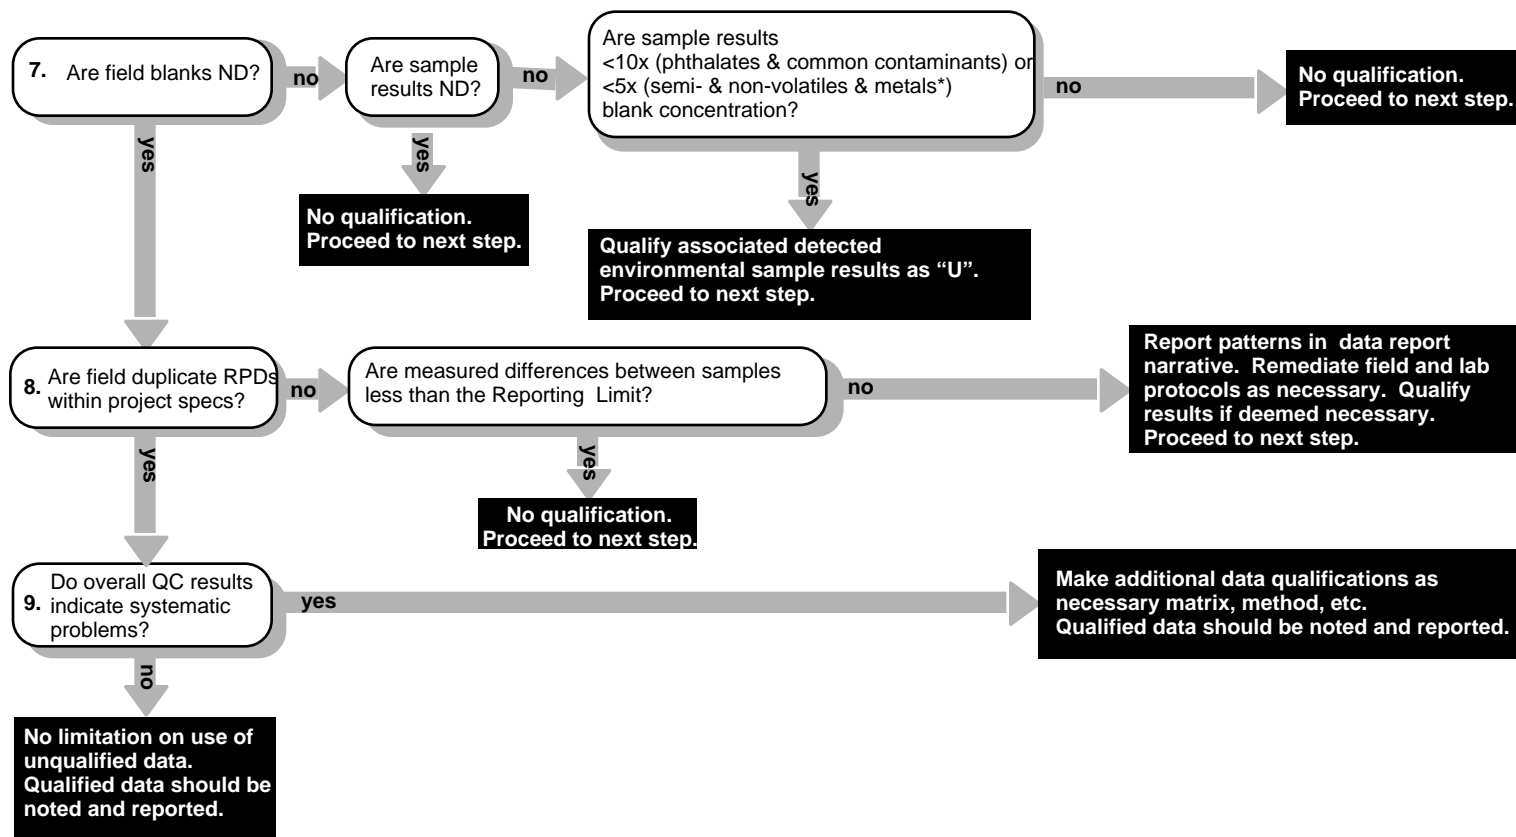 7. Are field blanks ND?
no
Are sample
results ND?
no
Are sample results
<10x (phthalates & common contaminants) or
<5x (semi- & non-volatiles & metals*)
blank concentration?
no
No qualification.
Proceed to next step.
yes
yes
yes
No qualification.
Proceed to next step.
Qualify associated detected
environmental sample results as “U”.
Proceed to next step.
8. Are field duplicate RPDs
within project specs?
no
Are measured differences between samples
less than the Reporting Limit?
no
Report patterns in data report
narrative. Remediate field and lab
protocols as necessary. Qualify
results if deemed necessary.
Proceed to next step.
yes
yes
No qualification.
Proceed to next step.
9. Do overall QC results
indicate systematic
problems?
yes
Make additional data qualifications as
necessary matrix, method, etc.
Qualified data should be noted and reported.
no
No limitation on use of
unqualified data.
Qualified data should be
noted and reported.